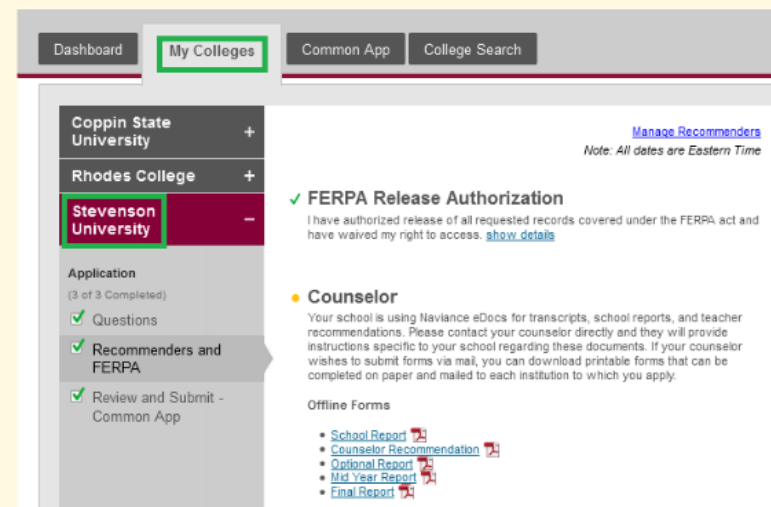 Dashboard
My Colleges
Common App
College Search
Coppin State
University
+
Rhodes College
+
Stevenson
University
–
Application
(3 of 3 Completed)
Questions
Recommenders and
FERPA
Review and Submit -
Common App
Manage Recommenders
Note: All dates are Eastern Time
FERPA Release Authorization
I have authorized release of all requested records covered under the FERPA act and
have waived my right to access. show details
Counselor
Your school is using Naviance eDocs for transcripts, school reports, and teacher
recommendations. Please contact your counselor directly and they will provide
instructions specific to your school regarding these documents. If your counselor
wishes to submit forms via mail, you can download printable forms that can be
completed on paper and mailed to each institution to which you apply.
Offline Forms
• School Report
• Counselor Recommendation
• Optional Report
• Mid Year Report
• Final Report